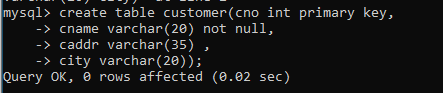 mysql> create table customer(cno int primary key,
    -> cname varchar(20) not null,
    -> caddr varchar(35) ,
    -> city varchar(20));
Query OK, 0 rows affected (0.02 sec)